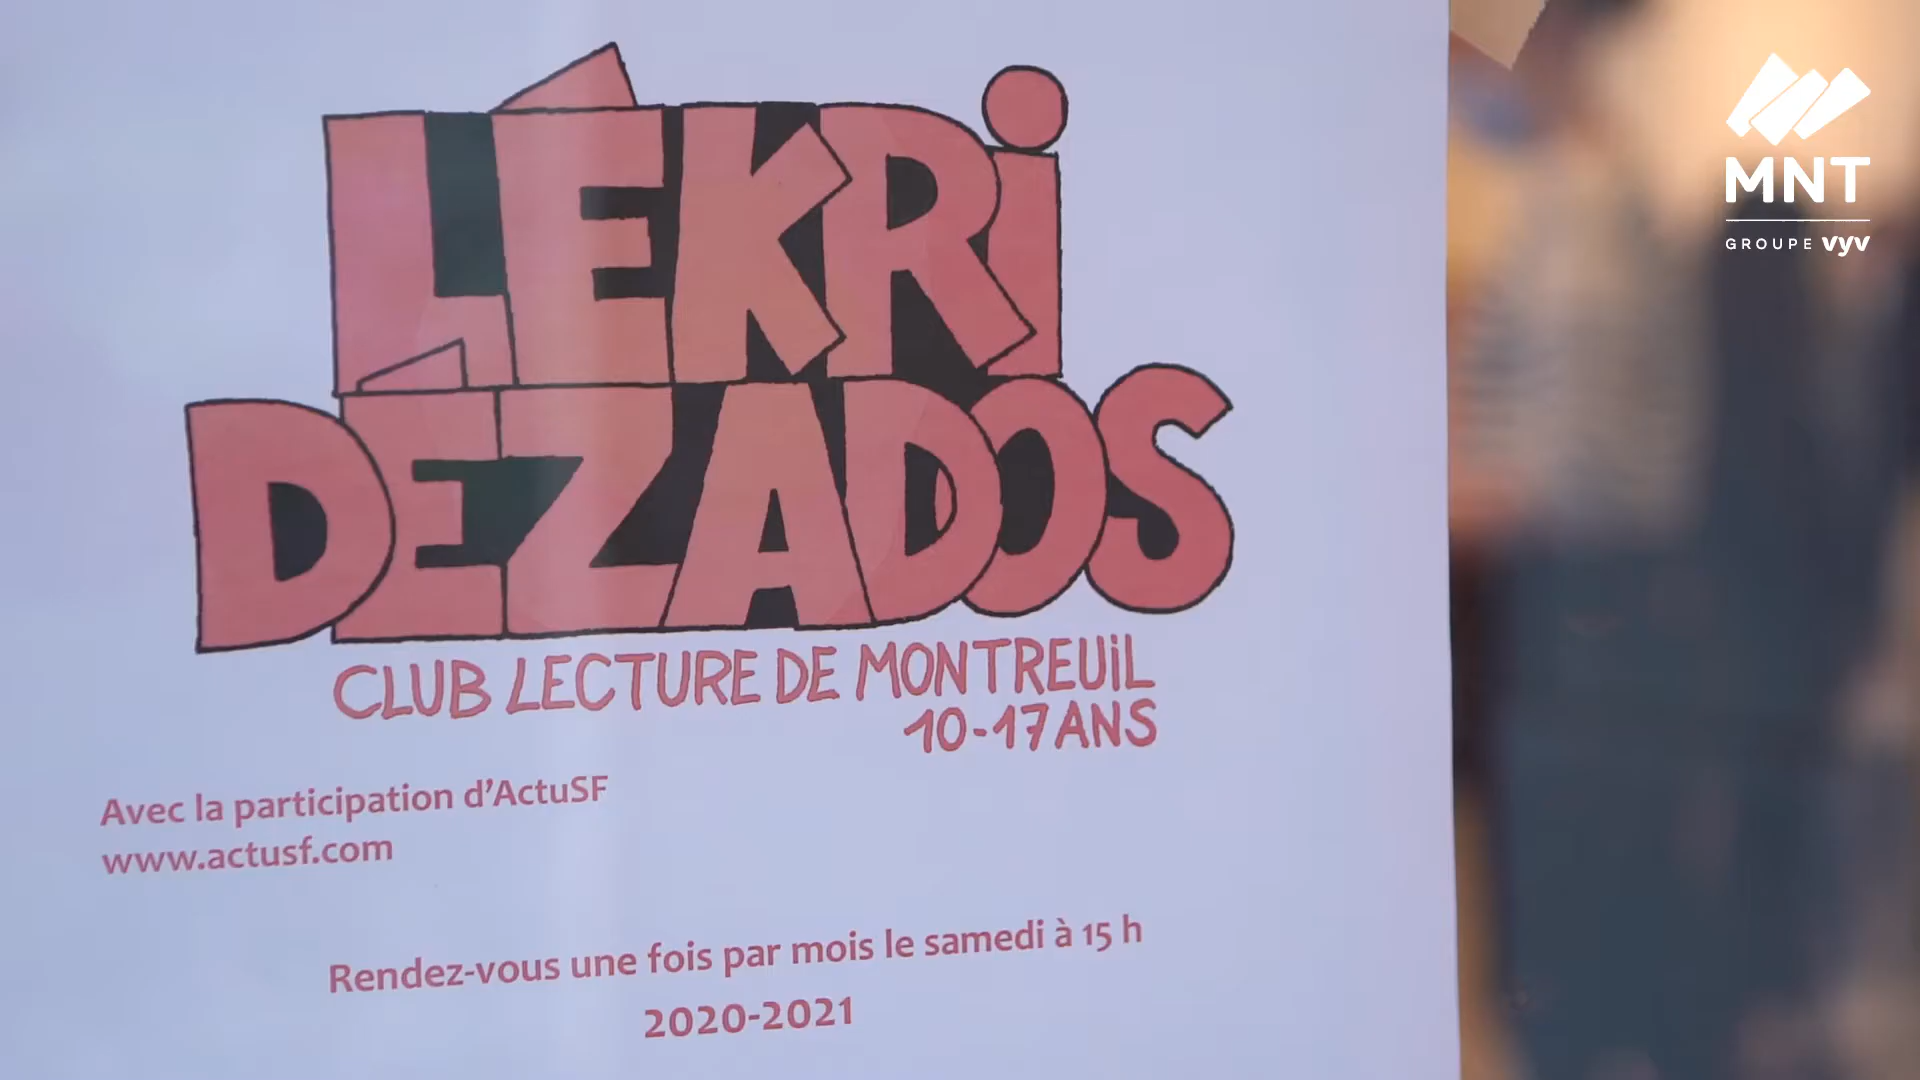 LÉKRi
DÉZADOS
CLUB LECTURE DE MONTREUiL
10-17 ANS
Avec la participation d'ActuSF
www.actusf.com
Rendez-vous une fois par mois le samedi à 15 h
2020-2021
MNT
GROUPE vyv